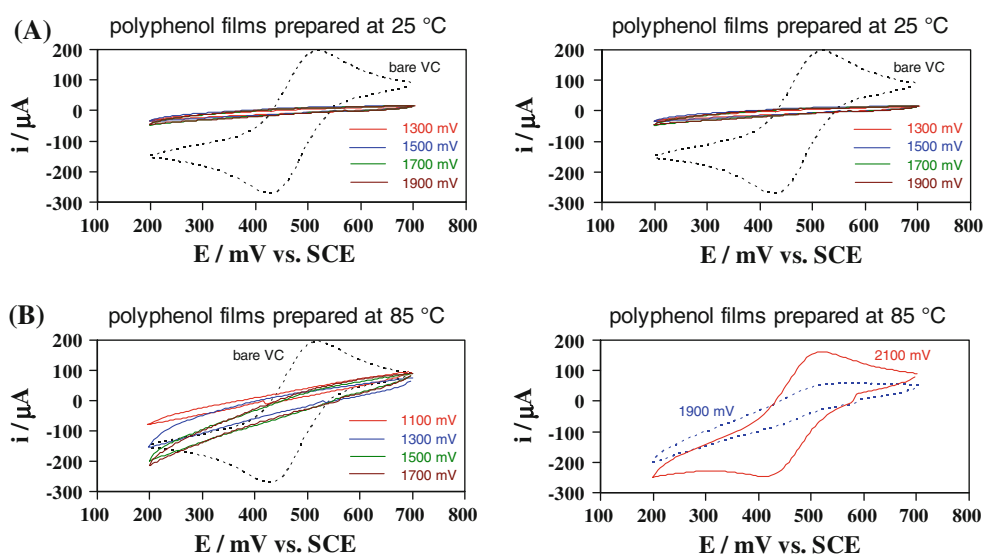 (A)
polyphenol films prepared at 25 °C
200
100
0
-100
-200
-300
i / µA
bare VC
1300 mV
1500 mV
1700 mV
1900 mV
100 200 300 400 500 600 700 800
E / mV vs. SCE
polyphenol films prepared at 25 °C
200
100
0
-100
-200
-300
i / µA
bare VC
1300 mV
1500 mV
1700 mV
1900 mV
100 200 300 400 500 600 700 800
E / mV vs. SCE
(B)
polyphenol films prepared at 85 °C
200
100
0
-100
-200
-300
i / µA
bare VC
1100 mV
1300 mV
1500 mV
1700 mV
100 200 300 400 500 600 700 800
E / mV vs. SCE
polyphenol films prepared at 85 °C
200
100
0
-100
-200
-300
i / µA
2100 mV
1900 mV
100 200 300 400 500 600 700 800
E / mV vs. SCE